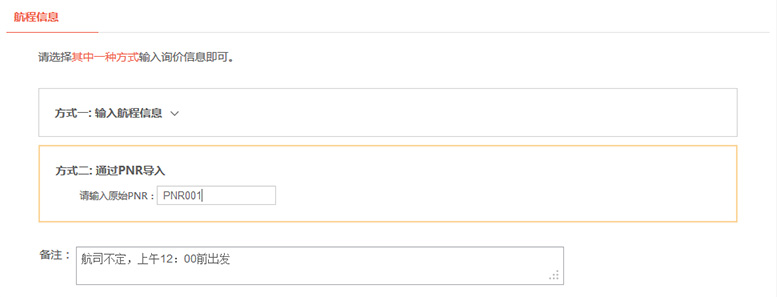 航程信息
请选择其中一种方式输入询价信息即可。
方式一: 输入航程信息
方式二: 通过PNR导入
请输入原始PNR：PNR001
备注：航司不定，上午12：00前出发